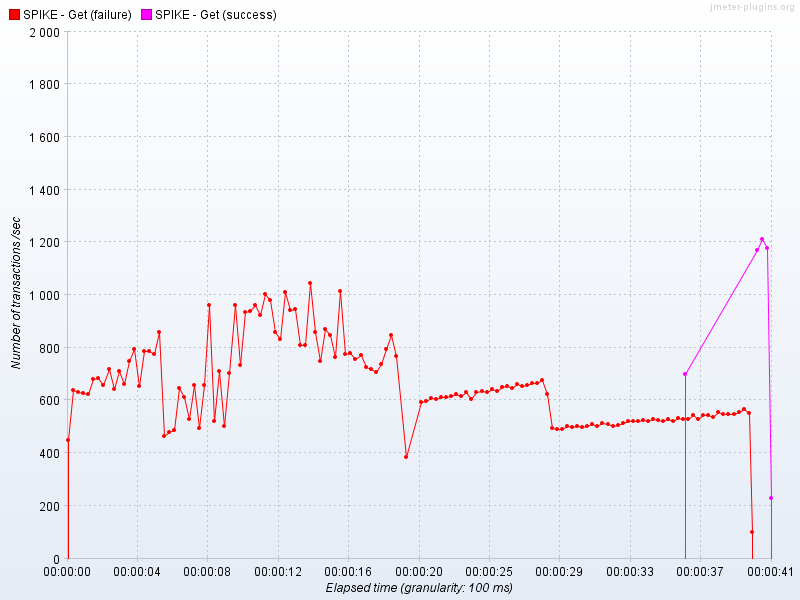 jmeter-plugins.org
SPIKE - Get (failure) SPIKE - Get (success)
2 000
1 800
1 600
1 400
1 200
1 000
800
600
400
200
0
Number of transactions /sec
00:00:00 00:00:04 00:00:08 00:00:12 00:00:16 00:00:20 00:00:25 00:00:29 00:00:33 00:00:37 00:00:41
Elapsed time (granularity: 100 ms)